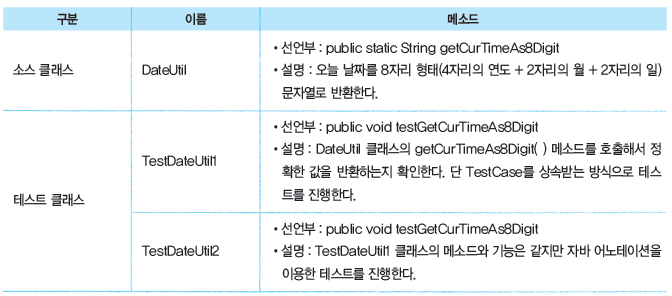 구분 이름 메소드
소스 클래스 DateUtil
• 선언부 : public static String getCurTimeAs8Digit
• 설명 : 오늘 날짜를 8자리 형태(4자리의 연도 + 2자리의 월 + 2자리의 일)
문자열로 반환한다.
테스트 클래스
TestDateUtil1
• 선언부 : public void testGetCurTimeAs8Digit
• 설명 : DateUtil 클래스의 getCurTimeAs8Digit( ) 메소드를 호출해서 정
확한 값을 반환하는지 확인한다. 단 TestCase를 상속받는 방식으로 테스
트를 진행한다.
TestDateUtil2
• 선언부 : public void testGetCurTimeAs8Digit
• 설명 : TestDateUtil1 클래스의 메소드와 기능은 같지만 자바 어노테이션을
이용한 테스트를 진행한다.